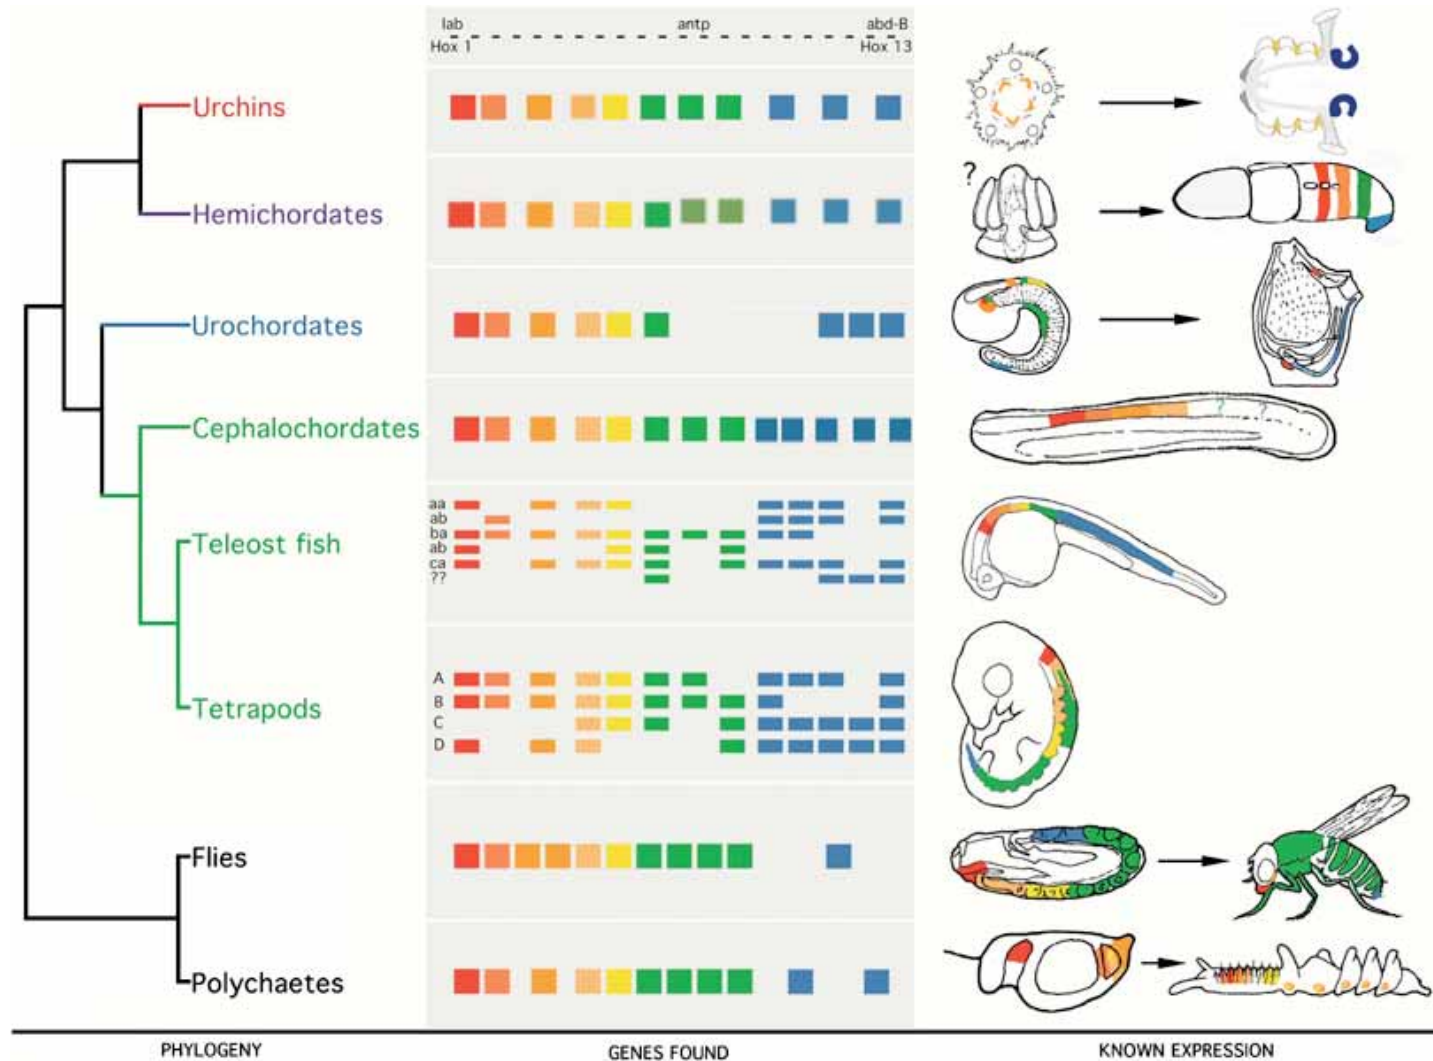 lab antp abd-B
Hox 1 Hox 13
Urchins
?
Hemichordates
Urochordates
Cephalochordates
? ?
aa
ab
ba
Teleost fish
ab
ca
??
A
B
Tetrapods
C
D
Flies
Polychaetes
PHYLOGENY GENES FOUND KNOWN EXPRESSION